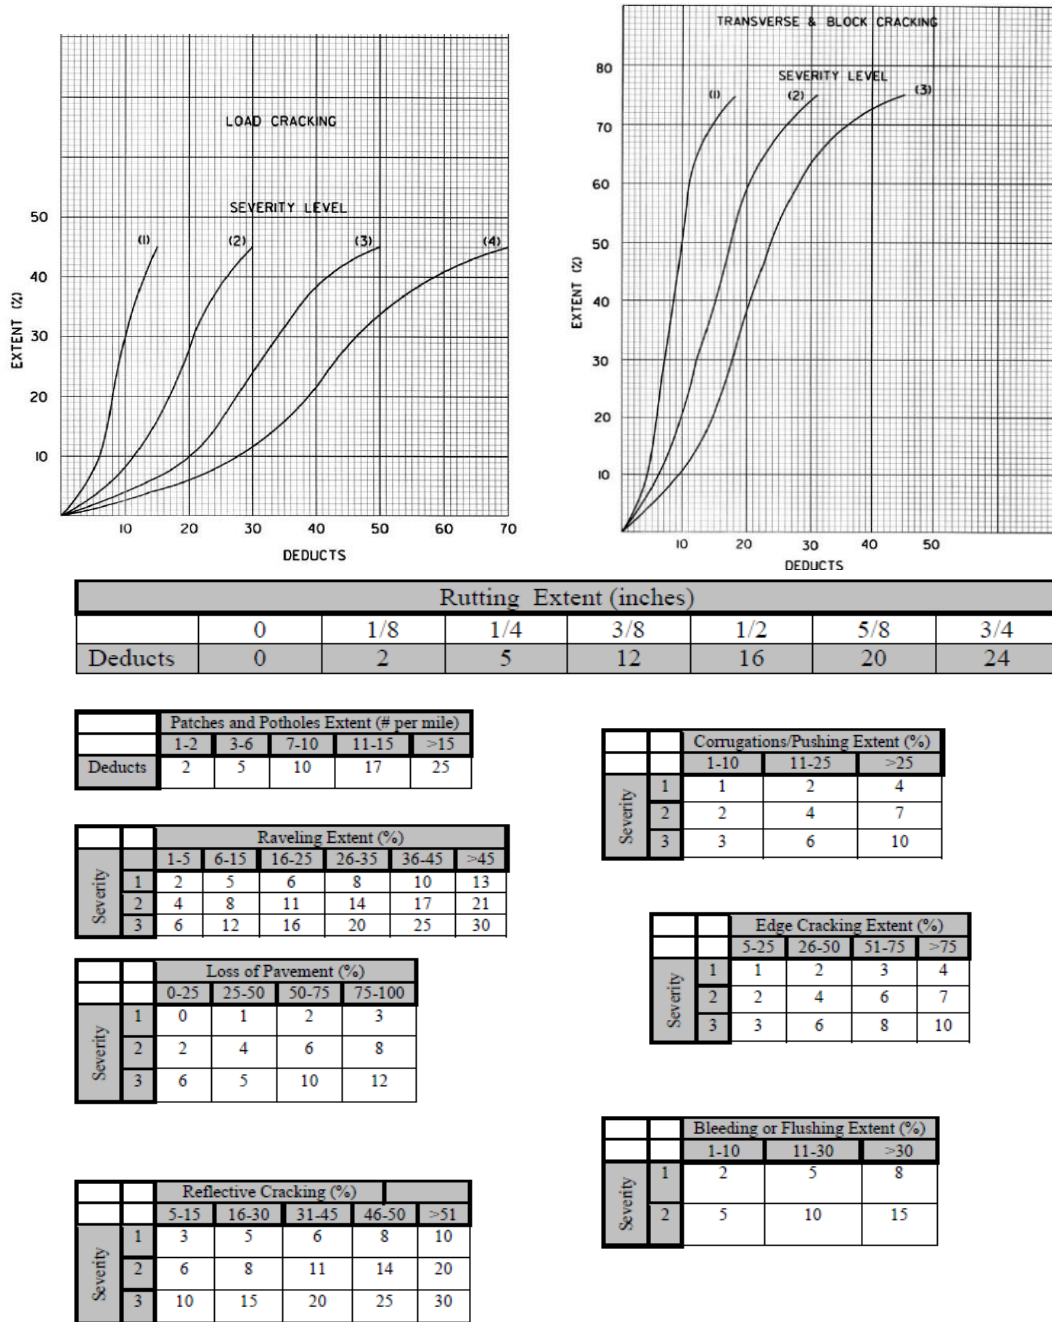 LOAD CRACKING
SEVERITY LEVEL
(1) (2) (3) (4)
50
40
30
20
10
EXTENT (%)
10 20 30 40 50 60 70
DEDUCTS
TRANSVERSE & BLOCK CRACKING
SEVERITY LEVEL
(1) (2) (3)
80
70
60
50
40
30
20
10
EXTENT (%)
10 20 30 40 50
DEDUCTS
Rutting Extent (inches)
0 1/8 1/4 3/8 1/2 5/8 3/4
Deducts 0 2 5 12 16 20 24
Patches and Potholes Extent (# per mile)
1-2 3-6 7-10 11-15 >15
Deducts 2 5 10 17 25
Corrugations/Pushing Extent (%)
1-10 11-25 >25
Severity
1 1 2 4
2 2 4 7
3 3 6 10
Raveling Extent (%)
1-5 6-15 16-25 26-35 36-45 >45
Severity
1 2 5 6 8 10 13
2 4 8 11 14 17 21
3 6 12 16 20 25 30
Edge Cracking Extent (%)
5-25 26-50 51-75 >75
Severity
1 1 2 3 4
2 2 4 6 7
3 3 6 8 10
Loss of Pavement (%)
0-25 25-50 50-75 75-100
Severity
1 0 1 2 3
2 2 4 6 8
3 6 5 10 12
Bleeding or Flushing Extent (%)
1-10 11-30 >30
Severity
1 2 5 8
2 5 10 15
Reflective Cracking (%)
5-15 16-30 31-45 46-50 >51
Severity
1 3 5 6 8 10
2 6 8 11 14 20
3 10 15 20 25 30